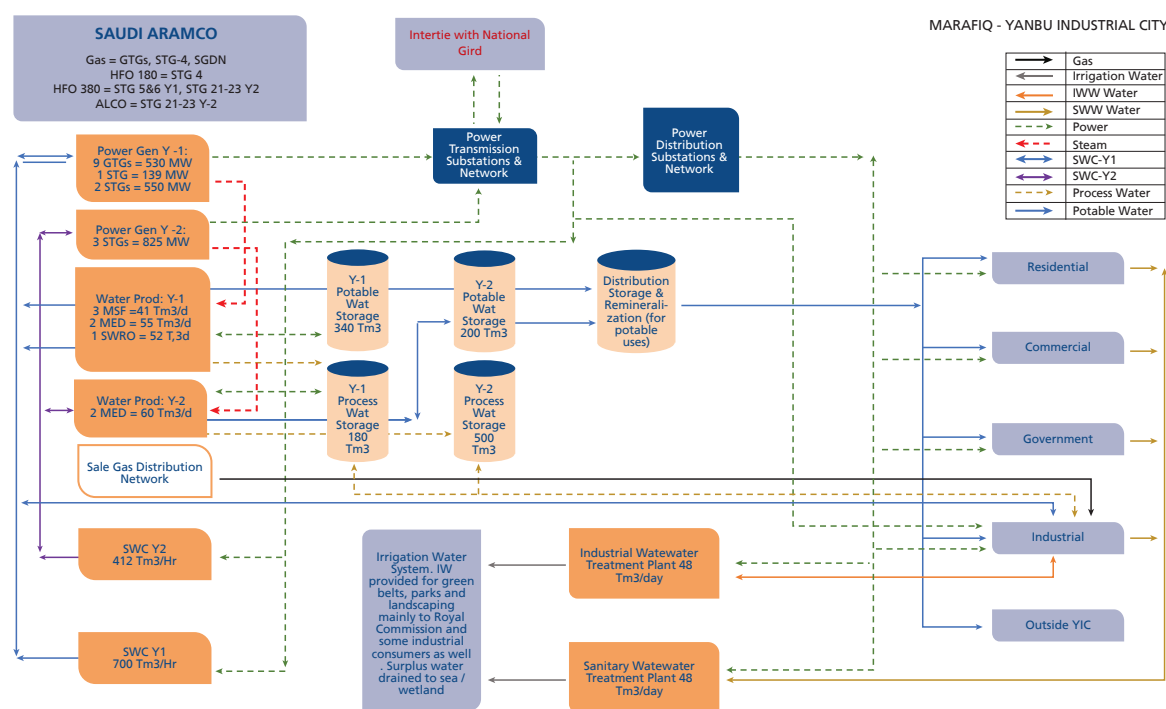 SAUDI ARAMCO
Gas = GTGs, STG-4, SGDN
HFO 180 = STG 4
HFO 380 = STG 5&6 Y1, STG 21-23 Y2
ALCO = STG 21-23 Y-2
Intertie with National
Gird
MARAFIQ - YANBU INDUSTRIAL CITY
Gas
Irrigation Water
IWW Water
SWW Water
Power
Steam
SWC-Y1
SWC-Y2
Process Water
Potable Water
Power Gen Y -1:
9 GTGs = 530 MW
1 STG = 139 MW
2 STGs = 550 MW
Power
Transmission
Substations &
Network
Power
Distribution
Substations &
Network
Power Gen Y -2:
3 STGs = 825 MW
Water Prod: Y-1
3 MSF =41 Tm3/d
2 MED = 55 Tm3/d
1 SWRO = 52 T,3d
Y-1
Potable
Wat
Storage
340 Tm3
Y-2
Potable
Wat
Storage
200 Tm3
Distribution
Storage &
Reminerali-
zation (for
potable
uses)
Residential
Commercial
Water Prod: Y-2
2 MED = 60 Tm3/d
Y-1
Process
Wat
Storage
180
Tm3
Y-2
Process
Wat
Storage
500
Tm3
Government
Sale Gas Distribution
Network
Industrial
SWC Y2
412 Tm3/Hr
Irrigation Water
System. IW
provided for green
belts, parks and
landscaping
mainly to Royal
Commission and
some industrial
consumers as well
. Surplus water
drained to sea /
wetland
Industrial Watewater
Treatment Plant 48
Tm3/day
Outside YIC
SWC Y1
700 Tm3/Hr
Sanitary Watewater
Treatment Plant 48
Tm3/day